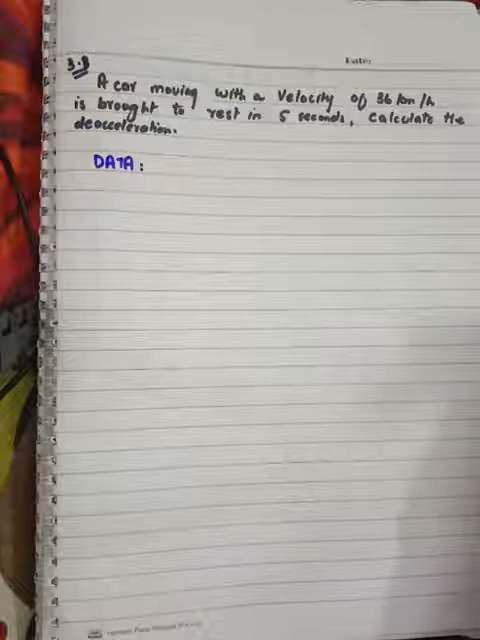 Date:
3.8
A car moving with a Velocity of 36 km/h
is brought to rest in 5 seconds, Calculate the
deacceleration.
DATA: